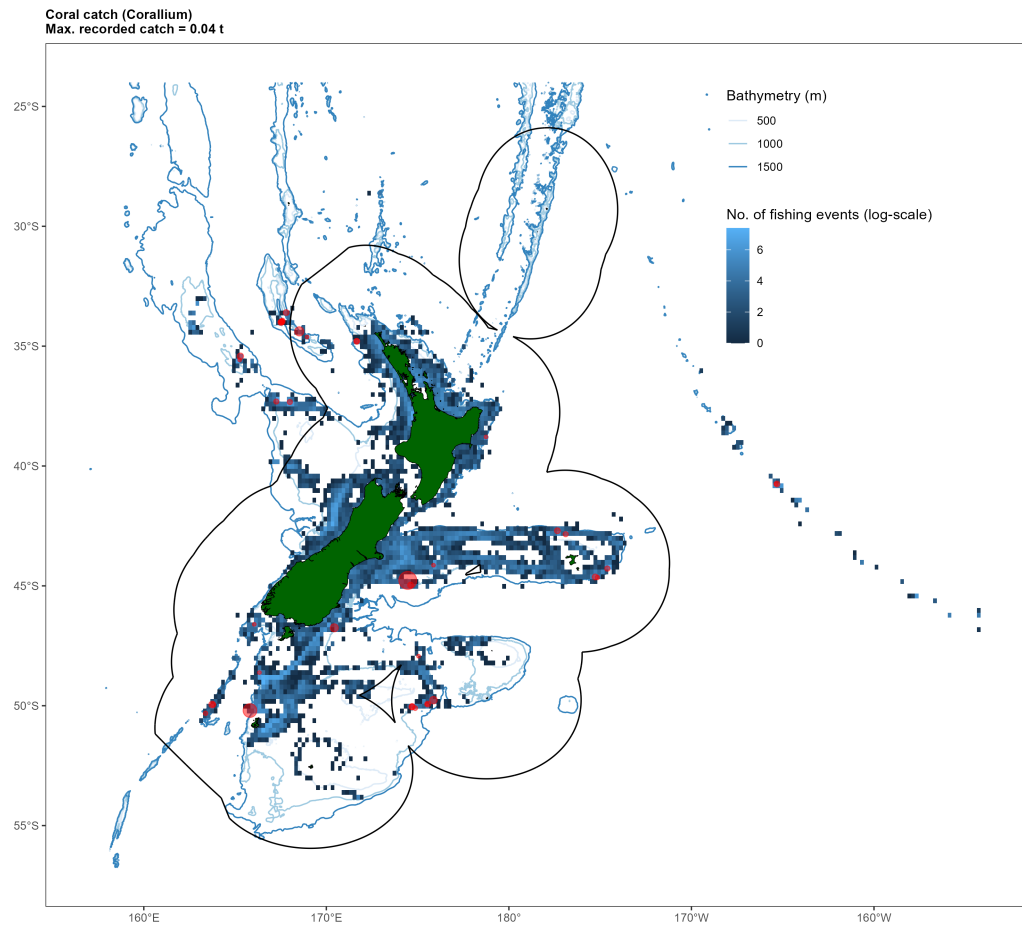 Coral catch (Corallium)
Max. recorded catch = 0.04 t
25°S
30°S
35°S
40°S
45°S
50°S
55°S
160°E
170°E
180°
170°W
160°W
Bathymetry (m)
500
1000
1500
No. of fishing events (log-scale)
6
4
2
0